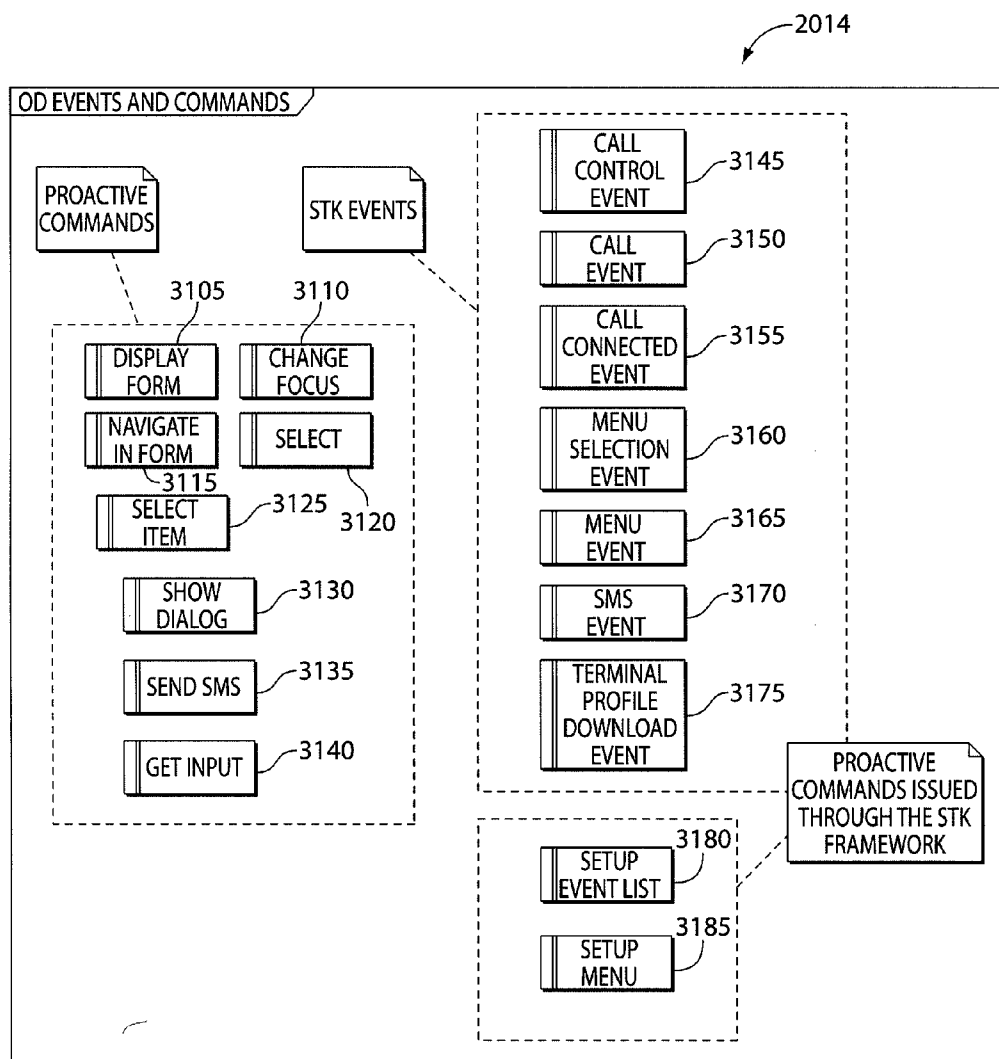 2014
OD EVENTS AND COMMANDS
PROACTIVE
COMMANDS
STK EVENTS
3105
3110
DISPLAY
FORM
CHANGE
FOCUS
NAVIGATE
IN FORM
SELECT
3115
3120
SELECT
ITEM
3125
SHOW
DIALOG
3130
SEND SMS
3135
GET INPUT
3140
CALL
CONTROL
EVENT
3145
CALL
EVENT
3150
CALL
CONNECTED
EVENT
3155
MENU
SELECTION
EVENT
3160
MENU
EVENT
3165
SMS
EVENT
3170
TERMINAL
PROFILE
DOWNLOAD
EVENT
3175
PROACTIVE
COMMANDS ISSUED
THROUGH THE STK
FRAMEWORK
SETUP
EVENT LIST
3180
SETUP
MENU
3185